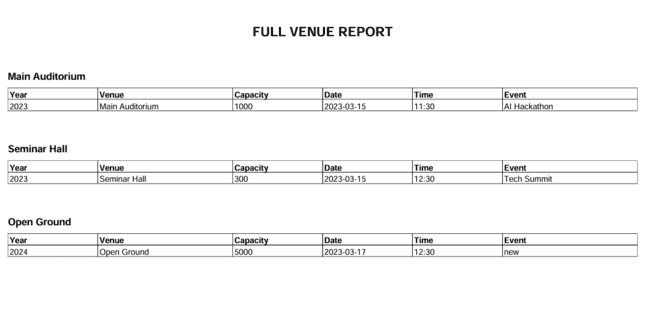 FULL VENUE REPORT
Main Auditorium
Year Venue Capacity Date Time Event
2023 Main Auditorium 1000 2023-03-15 11:30 AI Hackathon
Seminar Hall
Year Venue Capacity Date Time Event
2023 Seminar Hall 300 2023-03-15 12:30 Tech Summit
Open Ground
Year Venue Capacity Date Time Event
2024 Open Ground 5000 2023-03-17 12:30 new